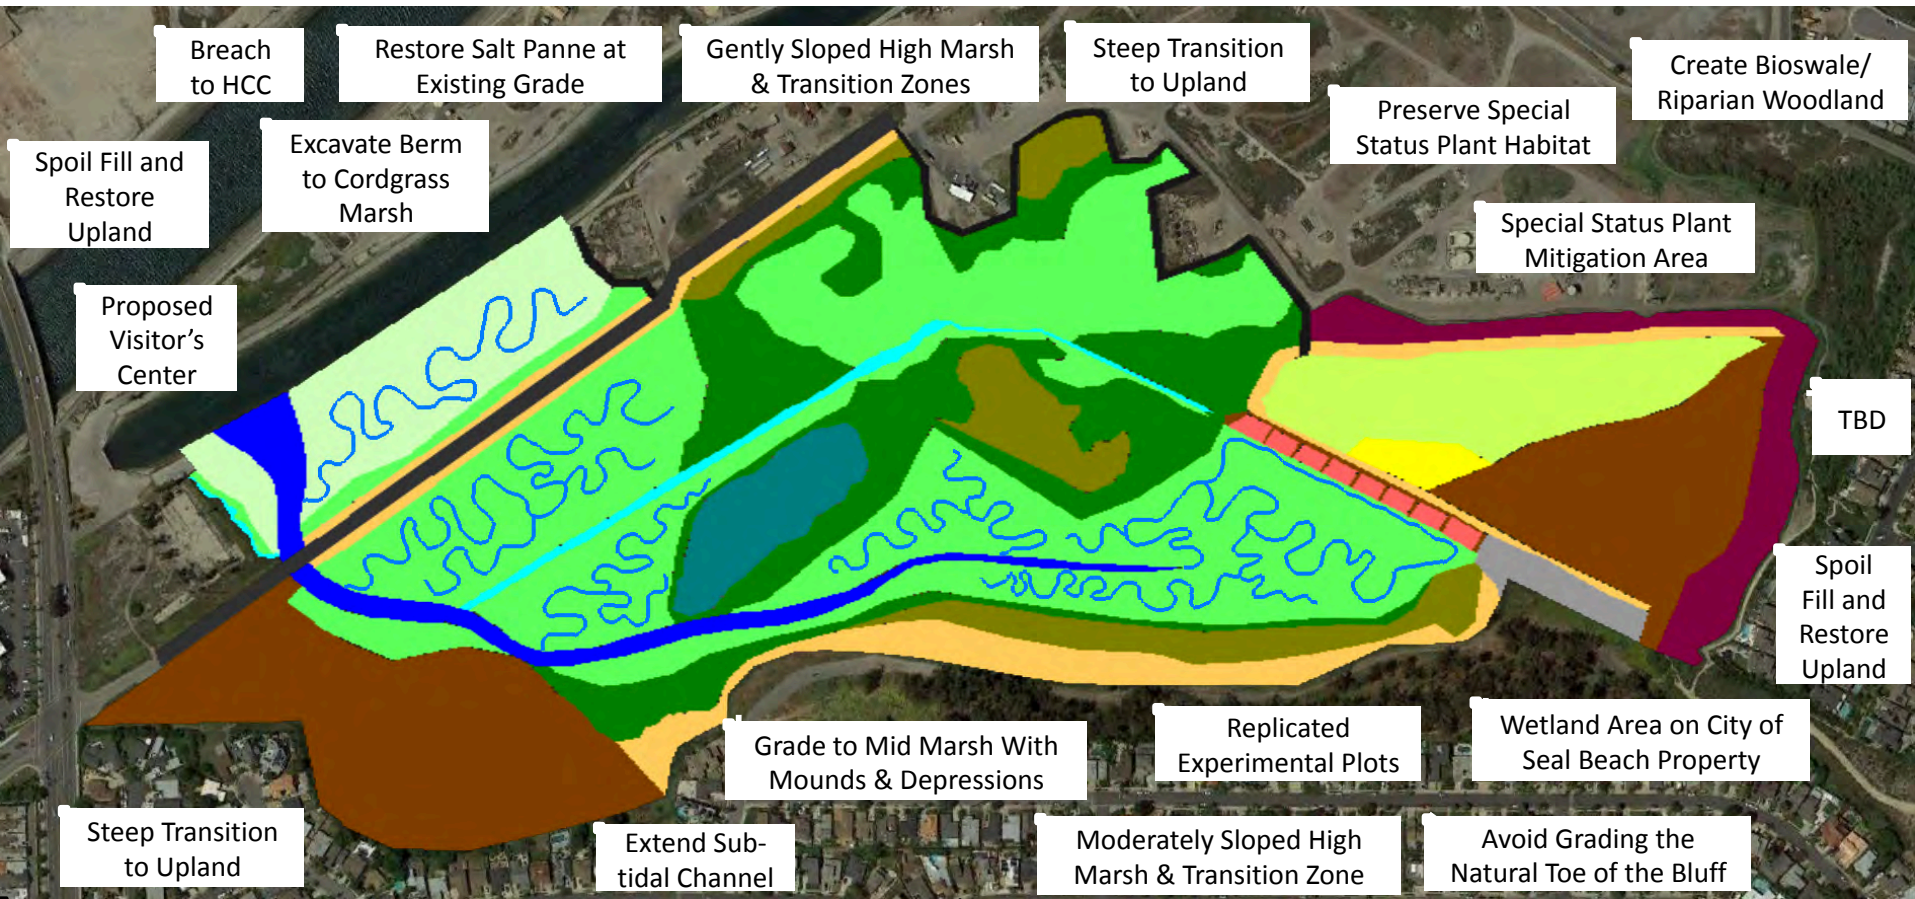 Breach
to HCC
Restore Salt Panne at
Existing Grade
Gently Sloped High Marsh
& Transition Zones
Steep Transition
to Upland
Create Bioswale/
Riparian Woodland
Preserve Special
Status Plant Habitat
Spoil Fill and
Restore
Upland
Excavate Berm
to Cordgrass
Marsh
Special Status Plant
Mitigation Area
Proposed
Visitor's
Center
TBD
Spoil
Fill and
Restore
Upland
Grade to Mid Marsh With
Mounds & Depressions
Replicated
Experimental Plots
Wetland Area on City of
Seal Beach Property
Steep Transition
to Upland
Extend Sub-
tidal Channel
Moderately Sloped High
Marsh & Transition Zone
Avoid Grading the
Natural Toe of the Bluff